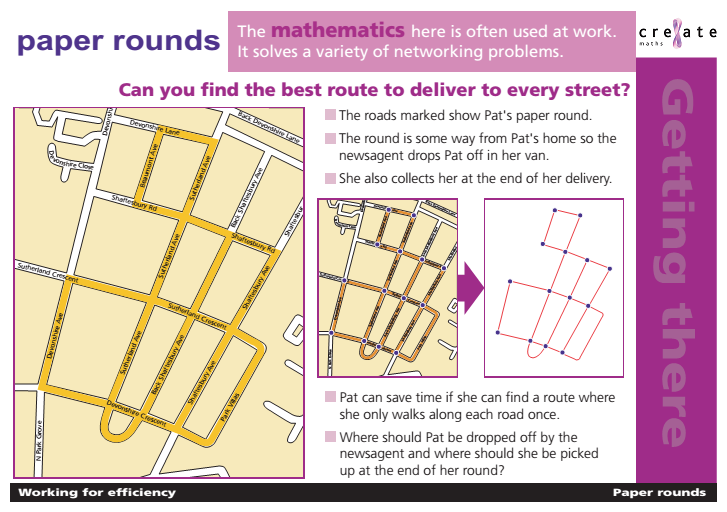 paper rounds
The mathematics here is often used at work.
It solves a variety of networking problems.
cre8ate
maths
Can you find the best route to deliver to every street?
Getting there
Devonshire Lane
Back Devonshire Lane
Devonshire Close
Beaumont Ave
Sutherland Ave
Back Shaftesbury Ave
Shaftesbury Rd
Shaftesbury Rd
Sutherland Ave
Shaftesbury Ave
Sutherland Crescent
Sutherland Crescent
Devonshire Ave
Sutherland Ave
Back Shaftesbury Ave
Shaftesbury Ave
Park Villas
Devonshire Crescent
N Park Grove
The roads marked show Pat's paper round.
The round is some way from Pat's home so the
newsagent drops Pat off in her van.
She also collects her at the end of her delivery.
Pat can save time if she can find a route where
she only walks along each road once.
Where should Pat be dropped off by the
newsagent and where should she be picked
up at the end of her round?
Working for efficiency
Paper rounds